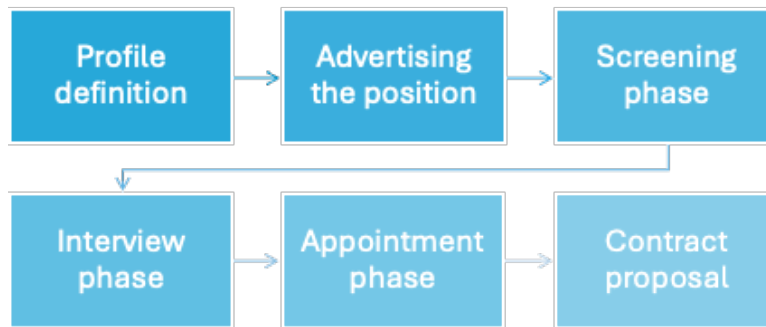 Profile
definition
Advertising
the position
Screening
phase
Interview
phase
Appointment
phase
Contract
proposal